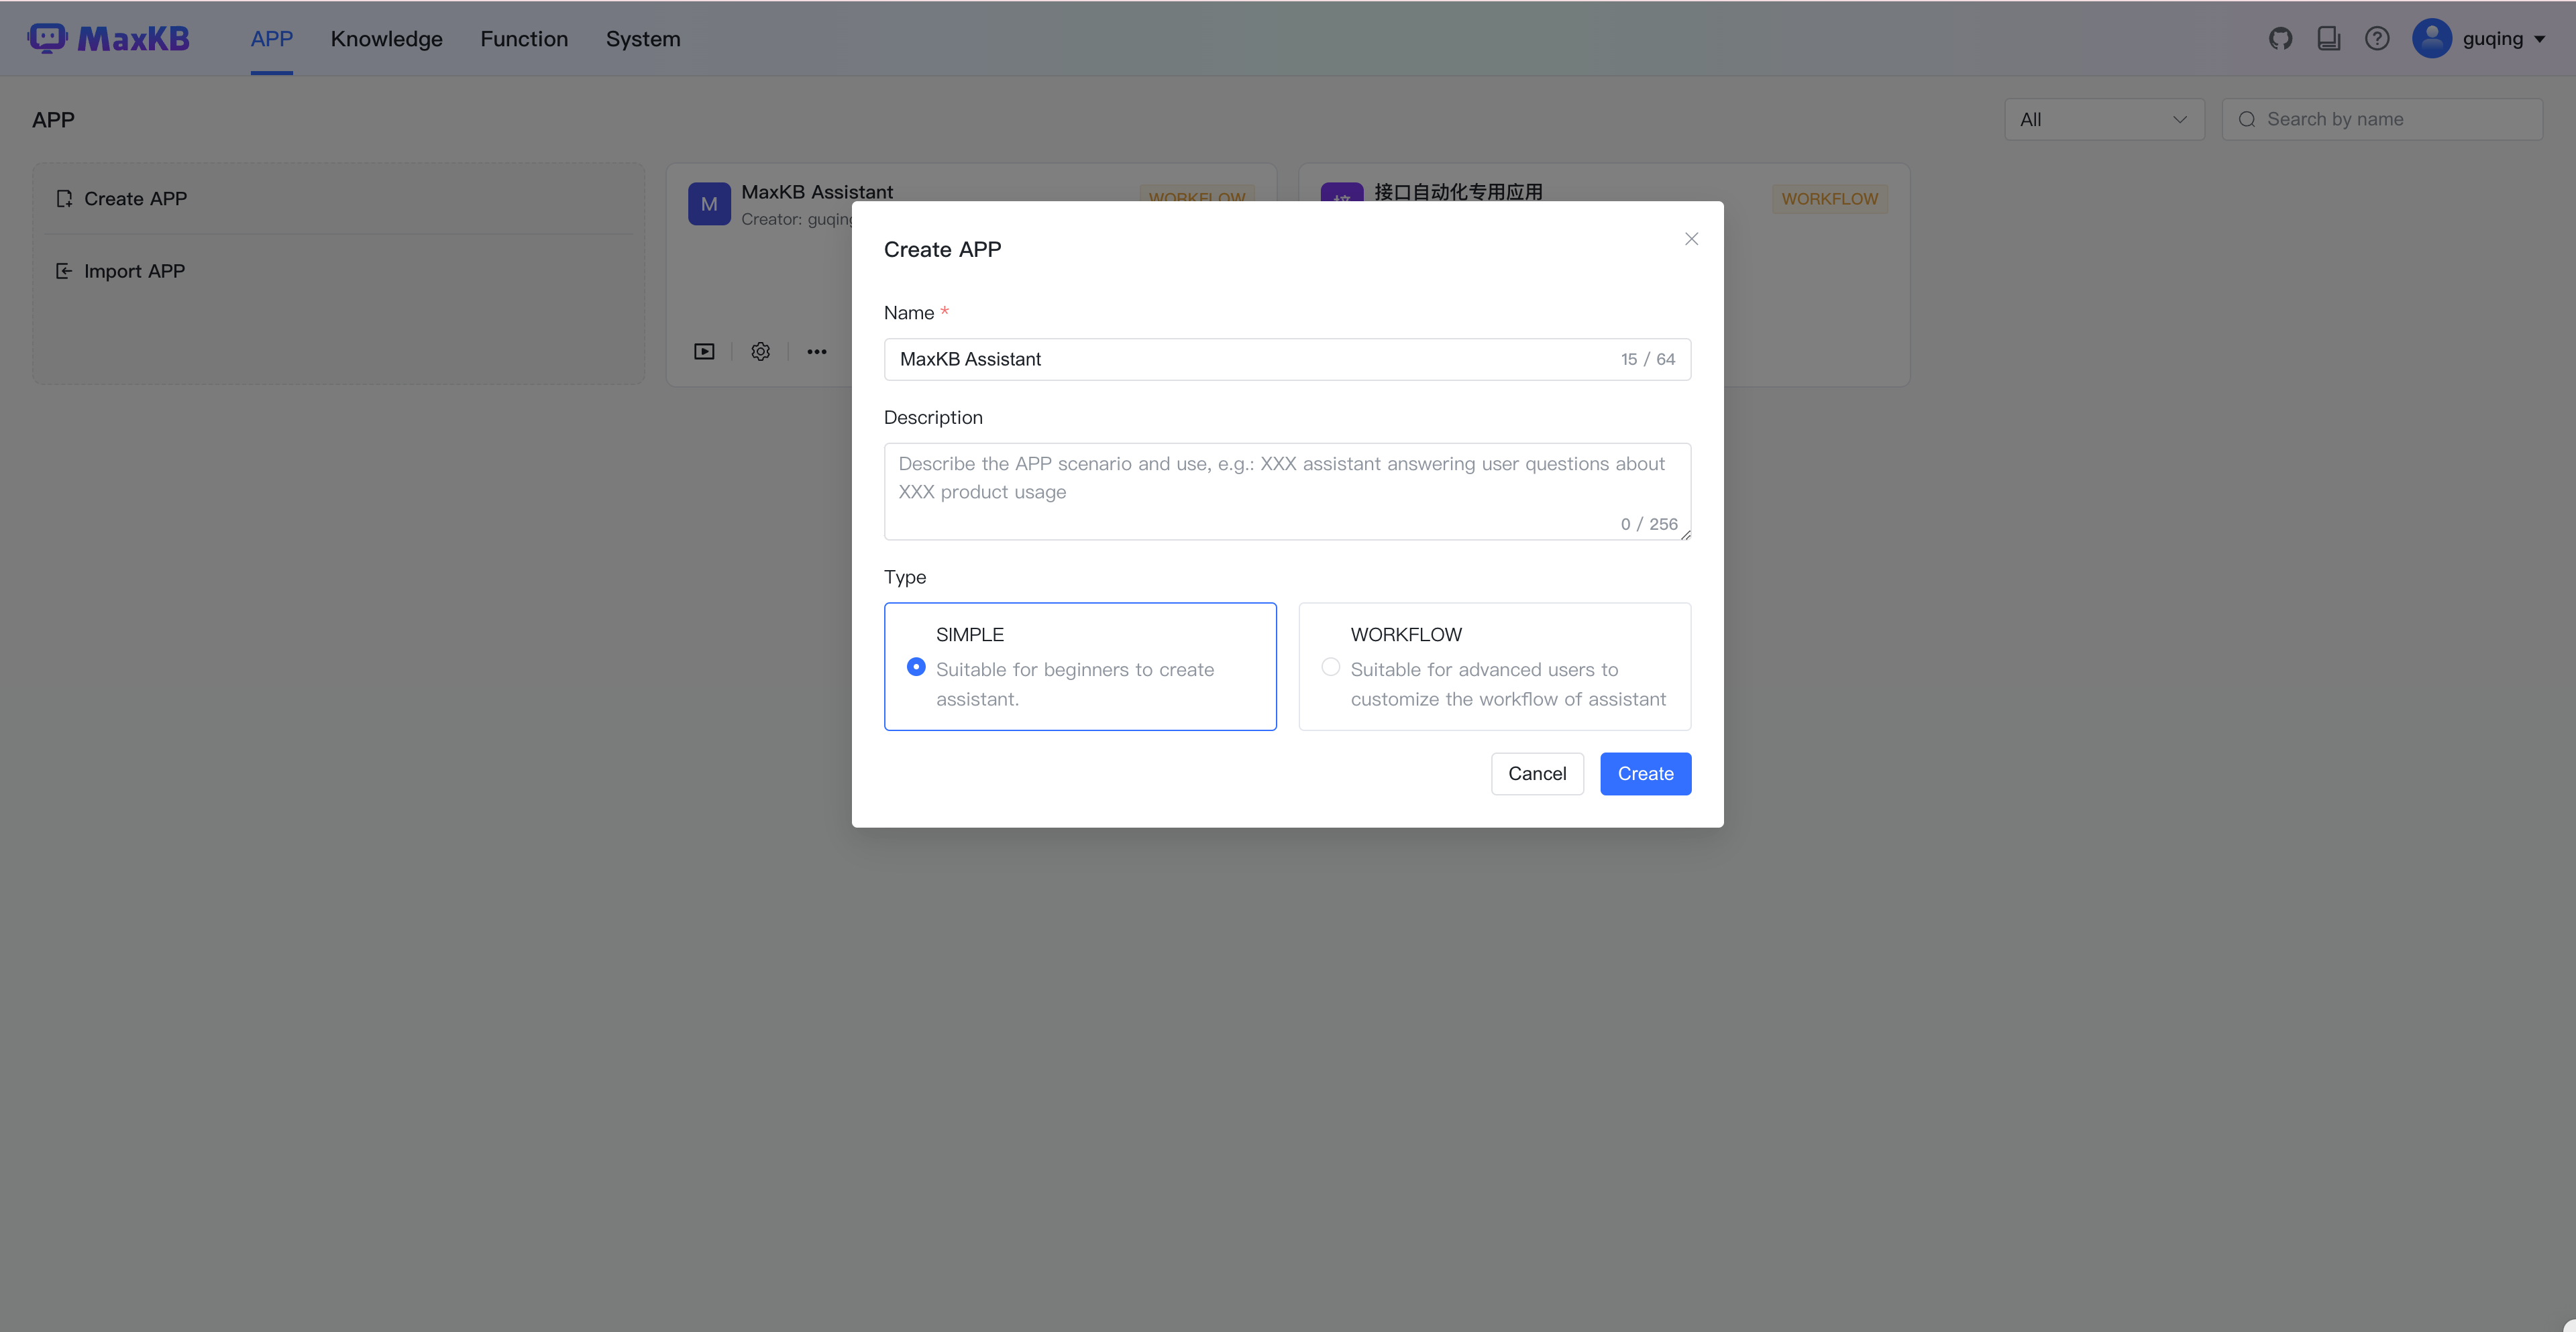 MaxKB
APP
Knowledge
Function
System
guqing
APP
All
Search by name
Create APP
Import APP
M
MaxKB Assistant
Creator: guqing
WORKFLOW
接口自动化专用应用
WORKFLOW
Create APP
Name *
MaxKB Assistant
15 / 64
Description
Describe the APP scenario and use, e.g.: XXX assistant answering user questions about
XXX product usage
0 / 256
Type
SIMPLE
Suitable for beginners to create
assistant.
WORKFLOW
Suitable for advanced users to
customize the workflow of assistant
Cancel
Create